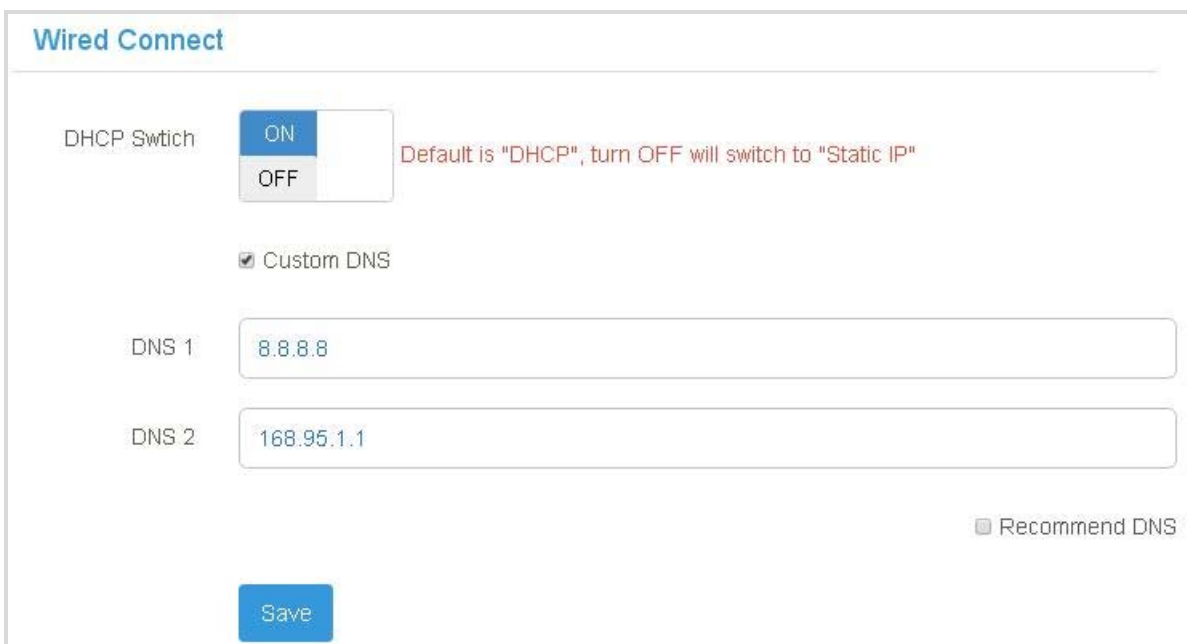 Wired Connect
DHCP Swtich
ON
OFF
Default is "DHCP", turn OFF will switch to "Static IP"
Custom DNS
DNS 1
8.8.8.8
DNS 2
168.95.1.1
Recommend DNS
Save